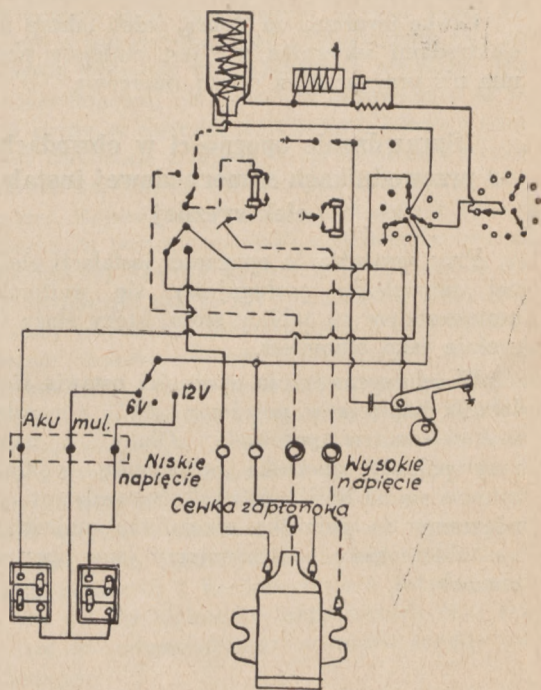 6V
12V
Aku mul.
Niskie
napięcie
Wysokie
napięcie
Cewka zapłonowa